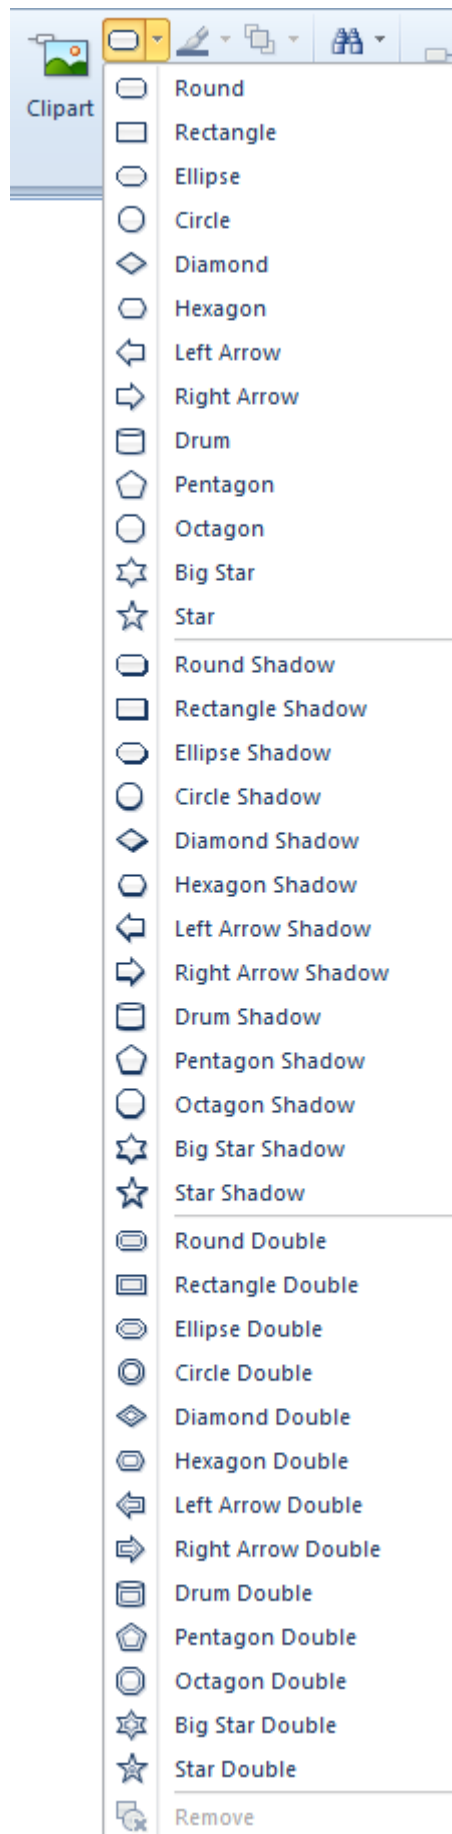 Clipart
Round
Rectangle
Ellipse
Circle
Diamond
Hexagon
Left Arrow
Right Arrow
Drum
Pentagon
Octagon
Big Star
Star
Round Shadow
Rectangle Shadow
Ellipse Shadow
Circle Shadow
Diamond Shadow
Hexagon Shadow
Left Arrow Shadow
Right Arrow Shadow
Drum Shadow
Pentagon Shadow
Octagon Shadow
Big Star Shadow
Star Shadow
Round Double
Rectangle Double
Ellipse Double
Circle Double
Diamond Double
Hexagon Double
Left Arrow Double
Right Arrow Double
Drum Double
Pentagon Double
Octagon Double
Big Star Double
Star Double
Remove